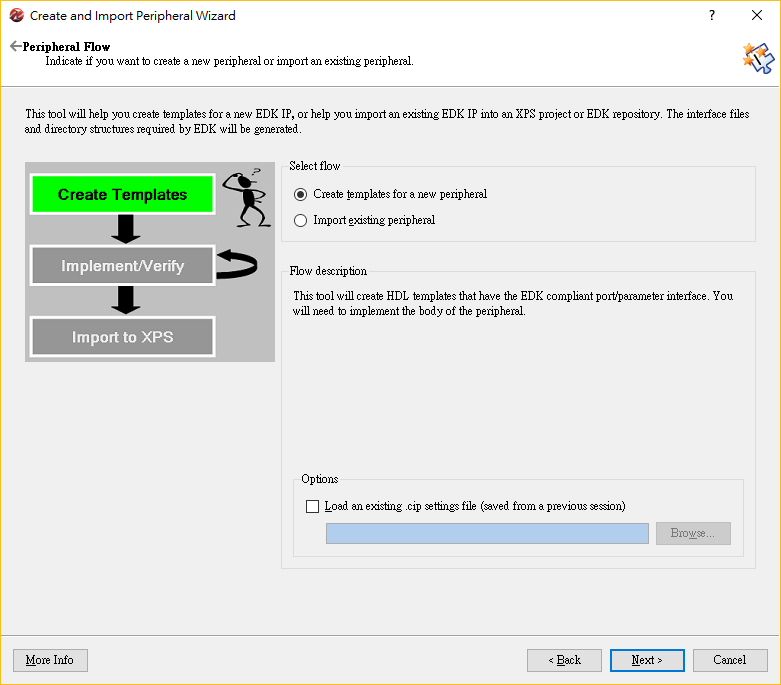 Create and Import Peripheral Wizard
?
Peripheral Flow
Indicate if you want to create a new peripheral or import an existing peripheral.
This tool will help you create templates for a new EDK IP, or help you import an existing EDK IP into an XPS project or EDK repository. The interface files
and directory structures required by EDK will be generated.
Create Templates
?
Implement/Verify
Import to XPS
Select flow
Create templates for a new peripheral
Import existing peripheral
Flow description
This tool will create HDL templates that have the EDK compliant port/parameter interface. You
will need to implement the body of the peripheral.
Options
Load an existing .cip settings file (saved from a previous session)
Browse...
More Info
< Back
Next >
Cancel